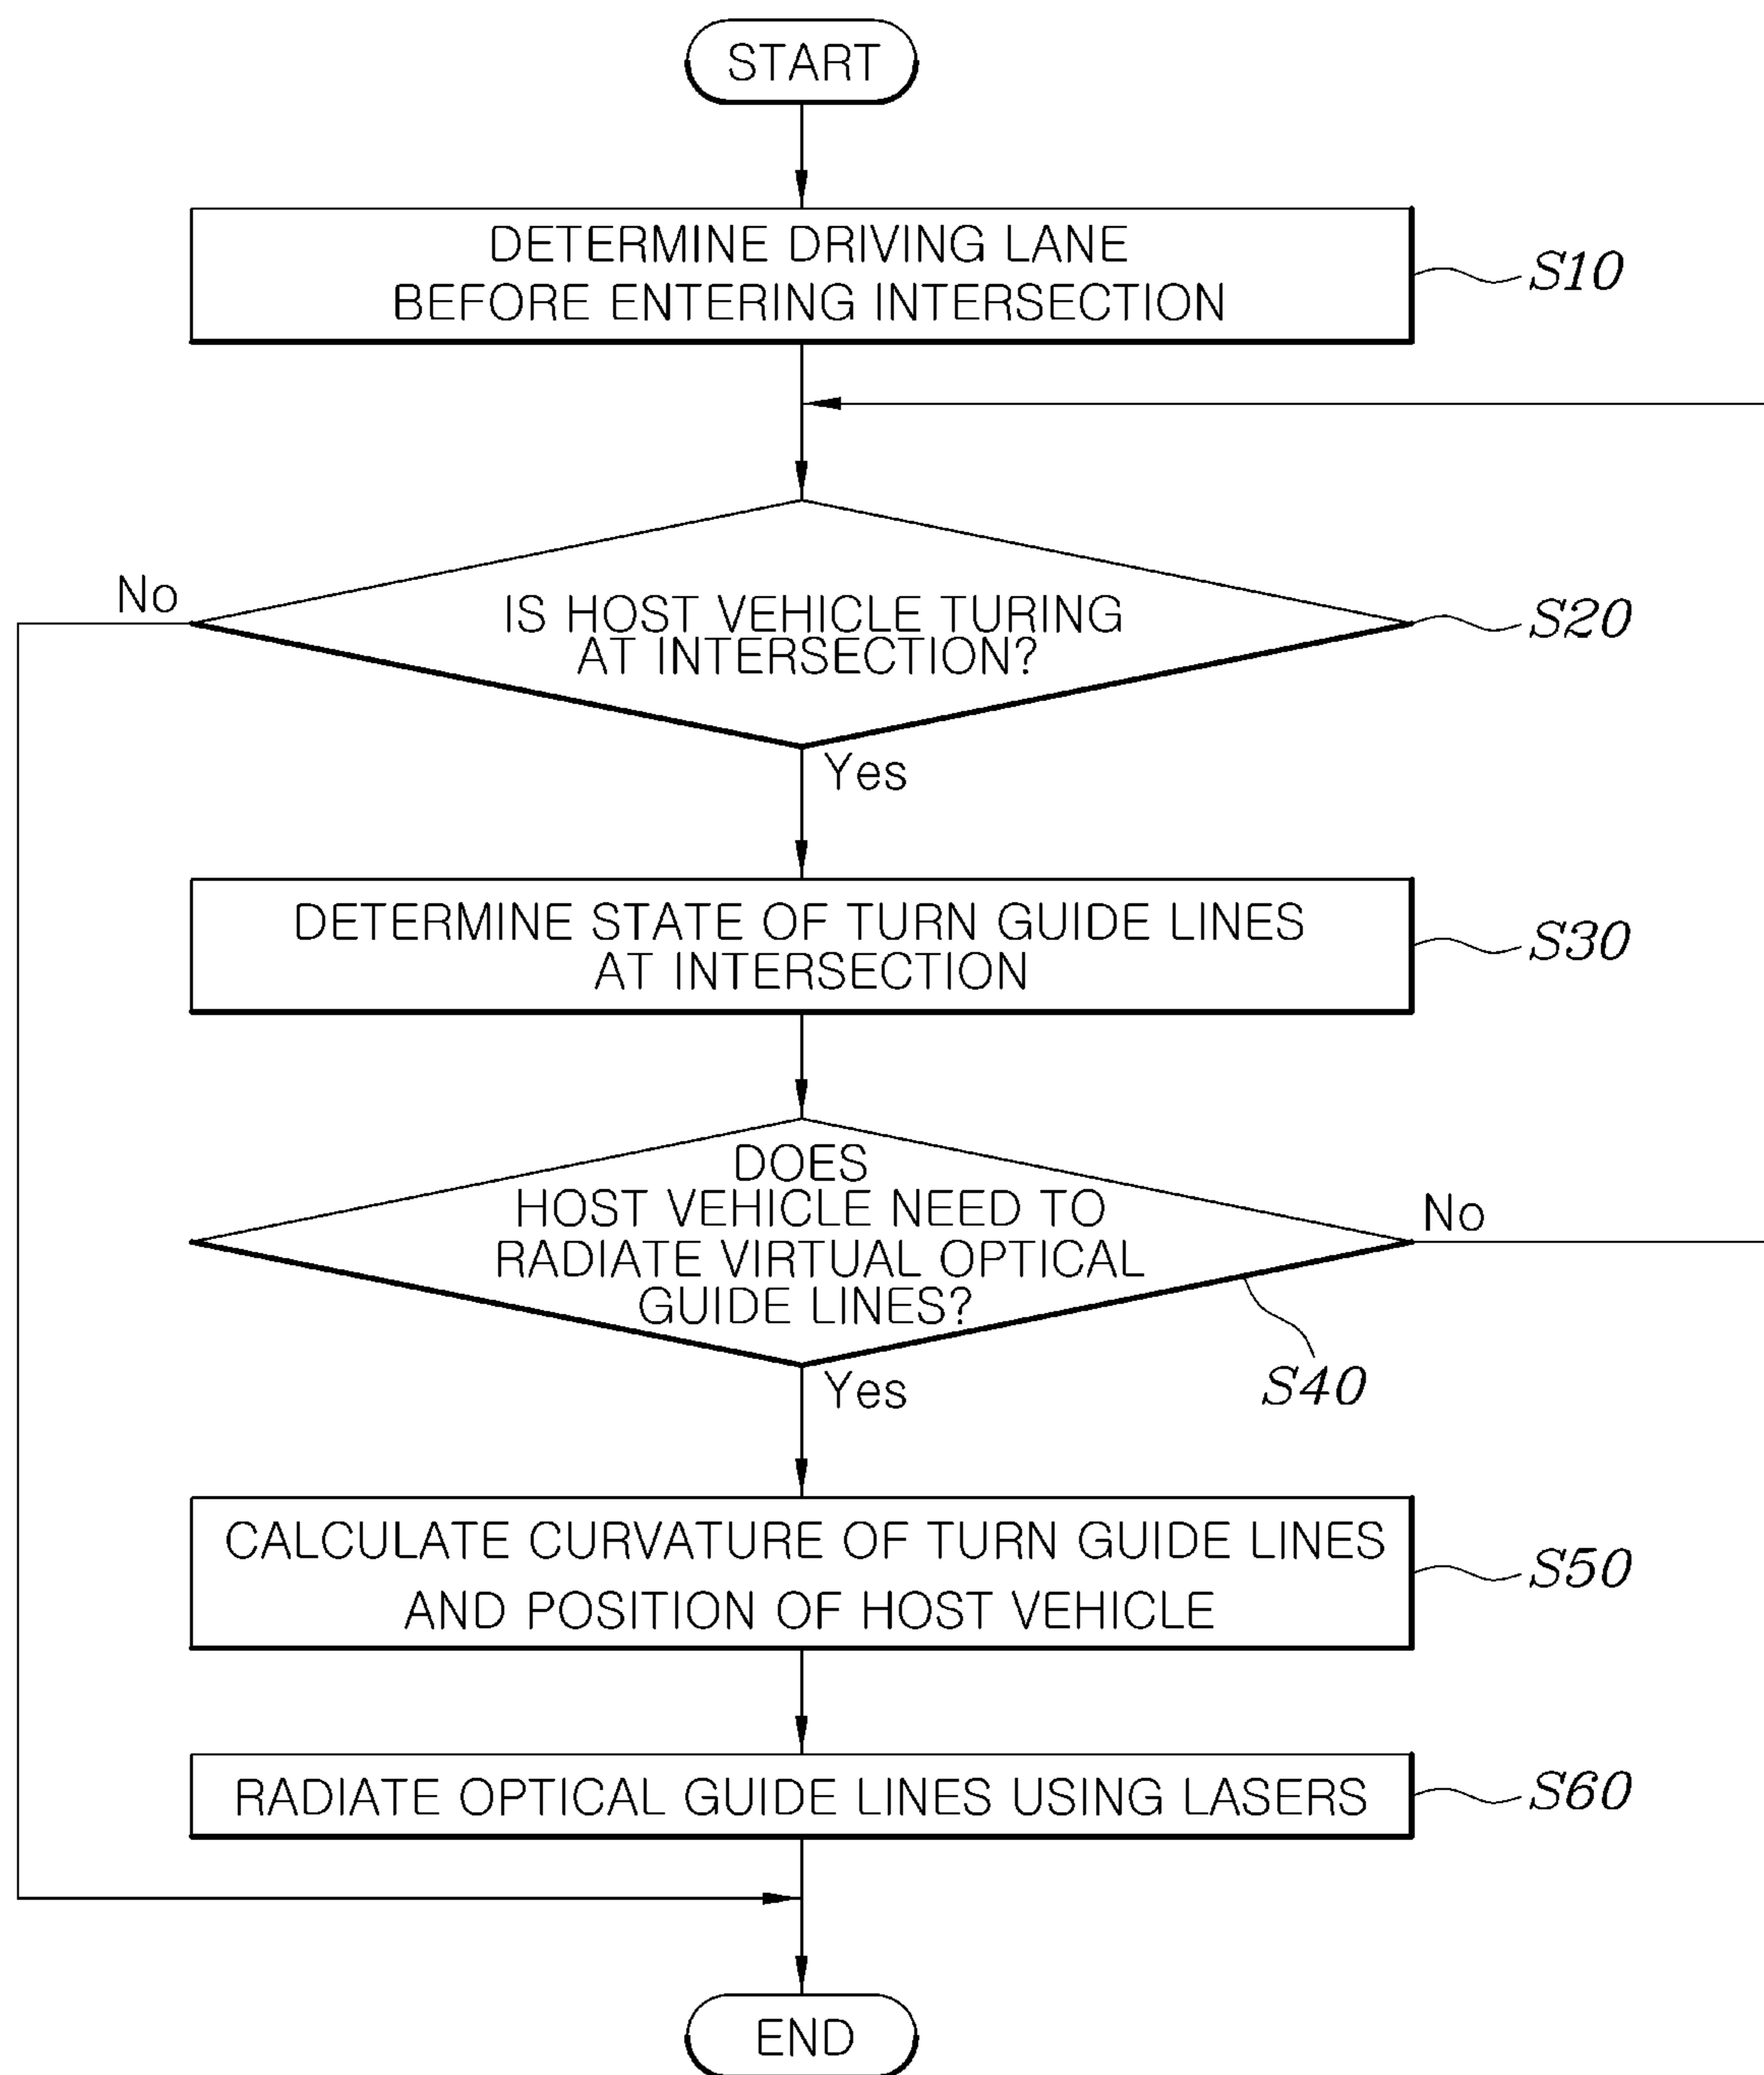 START
DETERMINE DRIVING LANE
BEFORE ENTERING INTERSECTION
S10
No
IS HOST VEHICLE TURING
AT INTERSECTION?
S20
Yes
DETERMINE STATE OF TURN GUIDE LINES
AT INTERSECTION
S30
DOES
HOST VEHICLE NEED TO
RADIATE VIRTUAL OPTICAL
GUIDE LINES?
No
S40
Yes
CALCULATE CURVATURE OF TURN GUIDE LINES
AND POSITION OF HOST VEHICLE
S50
RADIATE OPTICAL GUIDE LINES USING LASERS
S60
END